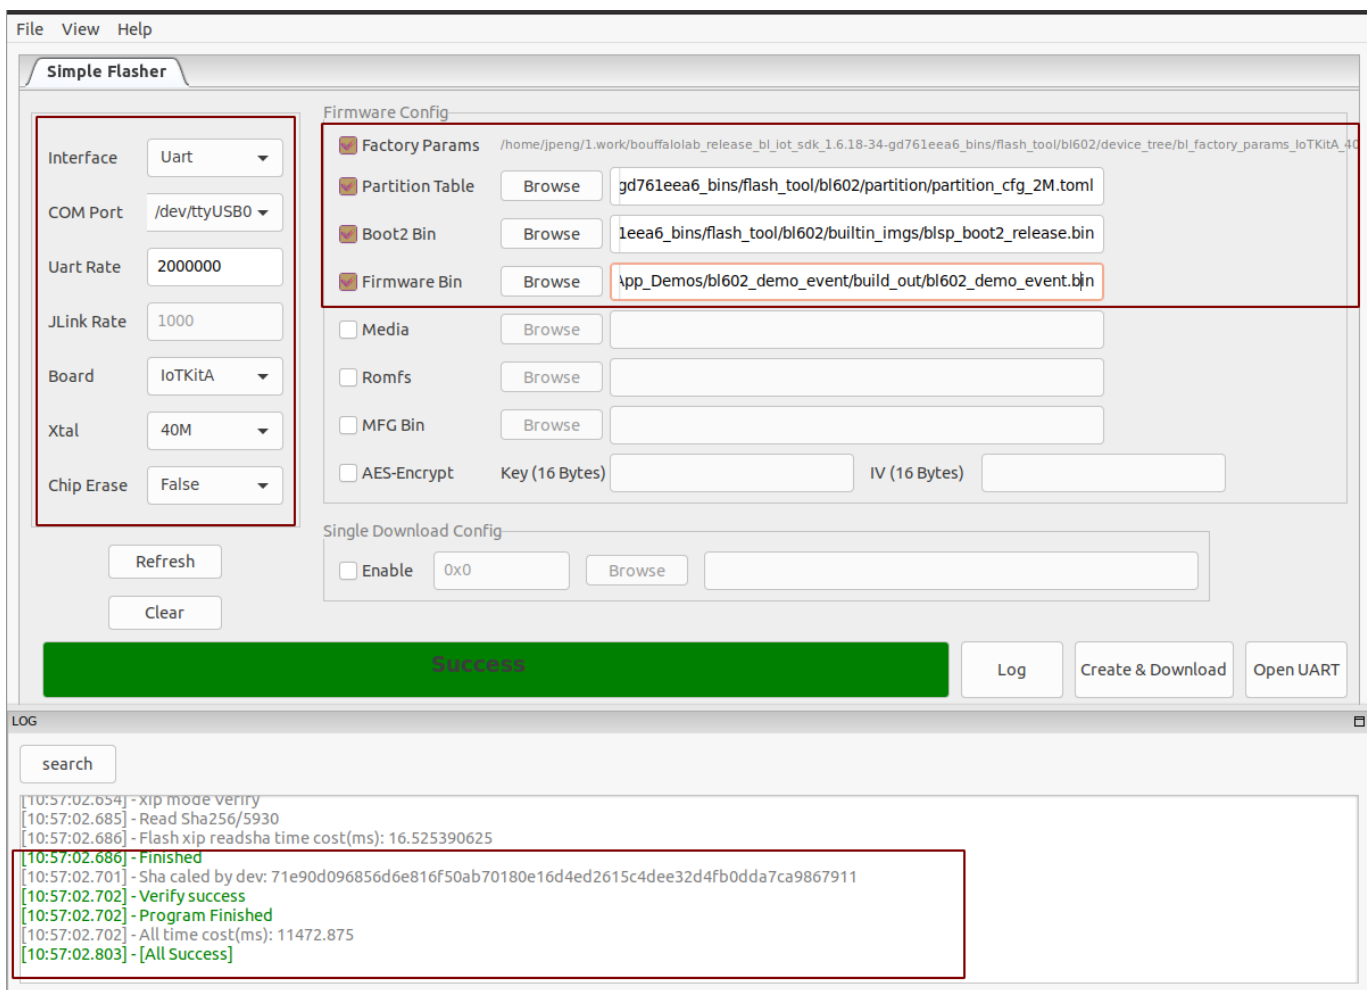 File View Help
Simple Flasher
Interface Uart
COM Port /dev/ttyUSB0
Uart Rate 2000000
JLink Rate 1000
Board IoTKitA
Xtal 40M
Chip Erase False
Refresh
Clear
Firmware Config
Factory Params /home/jpeng/1.work/bouffalolab_release_bl_iot_sdk_1.6.18-34-gd761eea6_bins/flash_tool/bl602/device_tree/bl_factory_params_IoTKitA_40
Partition Table Browse gd761eea6_bins/flash_tool/bl602/partition/partition_cfg_2M.toml
Boot2 Bin Browse 1eea6_bins/flash_tool/bl602/builtin_imgs/blsp_boot2_release.bin
Firmware Bin Browse App_Demos/bl602_demo_event/build_out/bl602_demo_event.bin
Media Browse
Romfs Browse
MFG Bin Browse
AES-Encrypt Key (16 Bytes) IV (16 Bytes)
Single Download Config
Enable 0x0 Browse
Success Log Create & Download Open UART
LOG
search
[10:57:02.654] - xip mode Verify
[10:57:02.685] - Read Sha256/5930
[10:57:02.686] - Flash xip readsha time cost(ms): 16.525390625
[10:57:02.686] - Finished
[10:57:02.701] - Sha caled by dev: 71e90d096856d6e816f50ab70180e16d4ed2615c4dee32d4fb0dda7ca9867911
[10:57:02.702] - Verify success
[10:57:02.702] - Program Finished
[10:57:02.702] - All time cost(ms): 11472.875
[10:57:02.803] - [All Success]